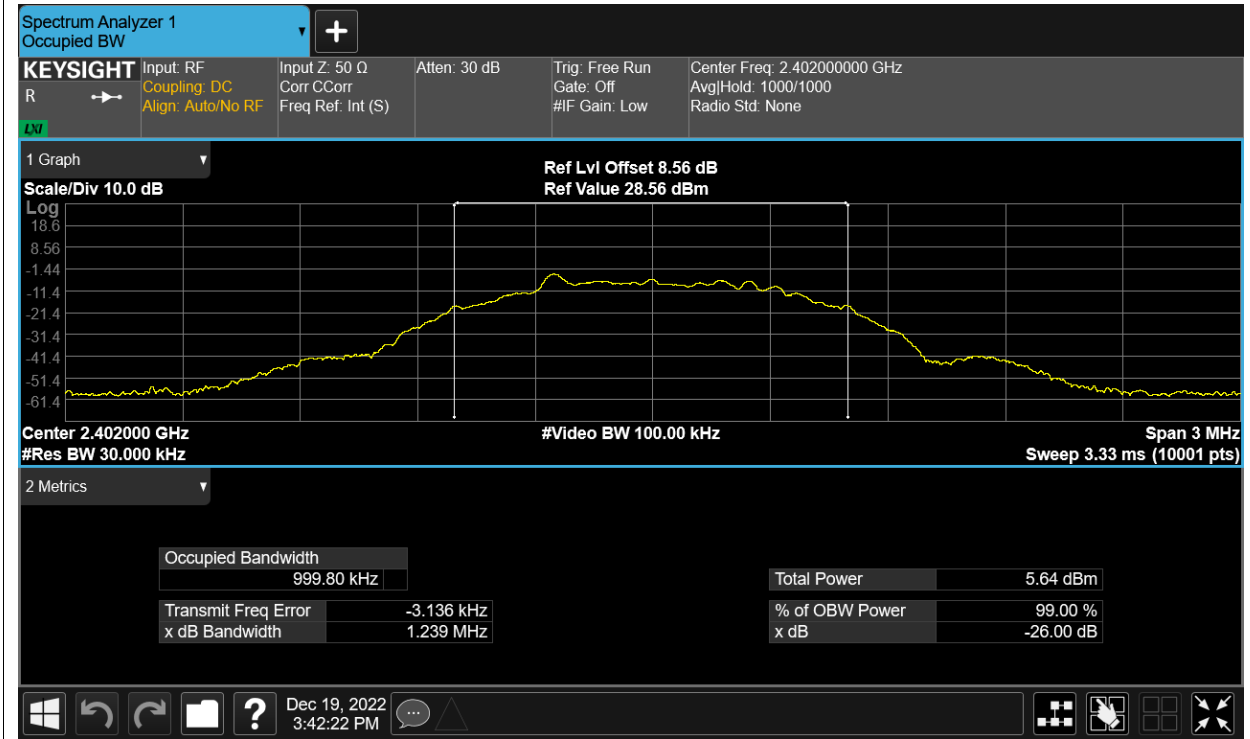 Spectrum Analyzer 1
Occupied BW
KEYSIGHT
R
LXI
Input: RF
Coupling: DC
Align: Auto/No RF
Input Z: 50 Ω
Corr CCorr
Freq Ref: Int (S)
Atten: 30 dB
Trig: Free Run
Gate: Off
#IF Gain: Low
Center Freq: 2.402000000 GHz
Avg|Hold: 1000/1000
Radio Std: None
1 Graph
Scale/Div 10.0 dB
Ref Lvl Offset 8.56 dB
Ref Value 28.56 dBm
Log
18.6
8.56
-1.44
-11.4
-21.4
-31.4
-41.4
-51.4
-61.4
Center 2.402000 GHz
#Res BW 30.000 kHz
#Video BW 100.00 kHz
Span 3 MHz
Sweep 3.33 ms (10001 pts)
2 Metrics
Occupied Bandwidth
999.80 kHz
Transmit Freq Error -3.136 kHz
x dB Bandwidth 1.239 MHz
Total Power 5.64 dBm
% of OBW Power 99.00 %
x dB -26.00 dB
?
Dec 19, 2022
3:42:22 PM